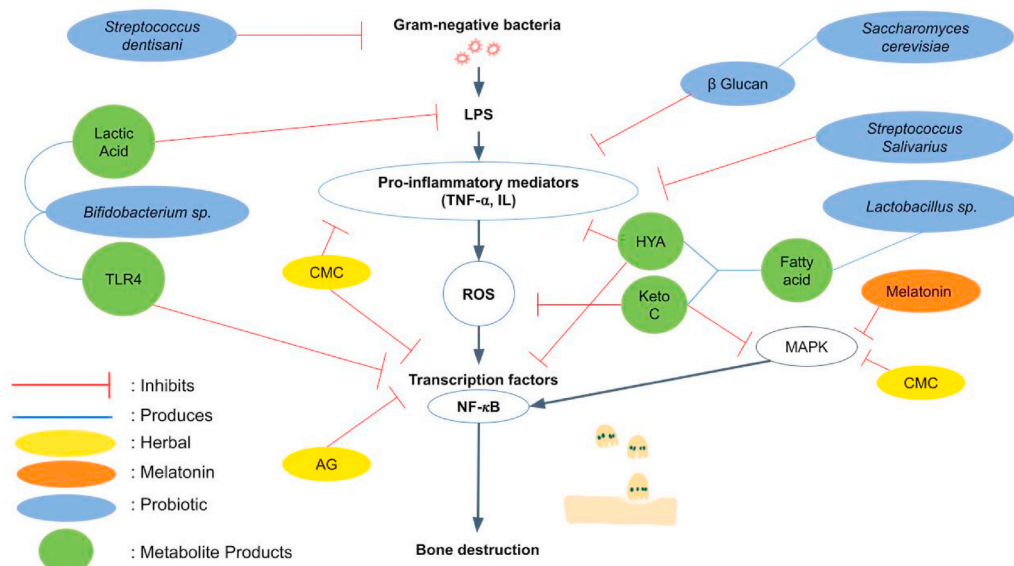 Streptococcus
dentisani
Gram-negative bacteria
Saccharomyces
cerevisiae
β Glucan
LPS
Lactic
Acid
Streptococcus
Salivarius
Pro-inflammatory mediators
(TNF-α, IL)
Bifidobacterium sp.
Lactobacillus sp.
HYA
TLR4
CMC
Fatty
acid
ROS
Keto
C
Melatonin
MAPK
Transcription factors
CMC
NF-κB
: Inhibits
: Produces
: Herbal
AG
: Melatonin
: Probiotic
: Metabolite Products
Bone destruction